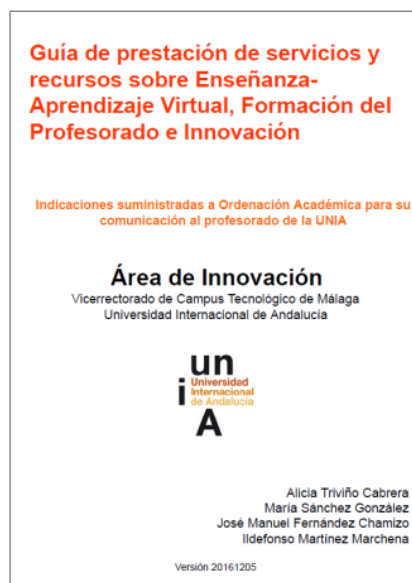 Guía de prestación de servicios y
recursos sobre Enseñanza-
Aprendizaje Virtual, Formación del
Profesorado e Innovación
Indicaciones suministradas a Ordenación Académica para su
comunicación al profesorado de la UNIA
Área de Innovación
Vicerrectorado de Campus Tecnológico de Málaga
Universidad Internacional de Andalucía
un
i Universidad
Internacional
de Andalucía
A
Alicia Triviño Cabrera
María Sánchez González
José Manuel Fernández Chamizo
Ildefonso Martínez Marchena
Versión 20161205